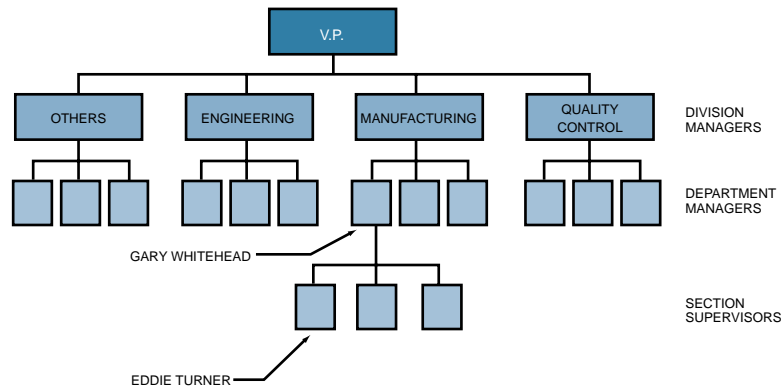 V.P.
OTHERS
ENGINEERING
MANUFACTURING
QUALITY
CONTROL
DIVISION
MANAGERS
DEPARTMENT
MANAGERS
GARY WHITEHEAD
SECTION
SUPERVISORS
EDDIE TURNER